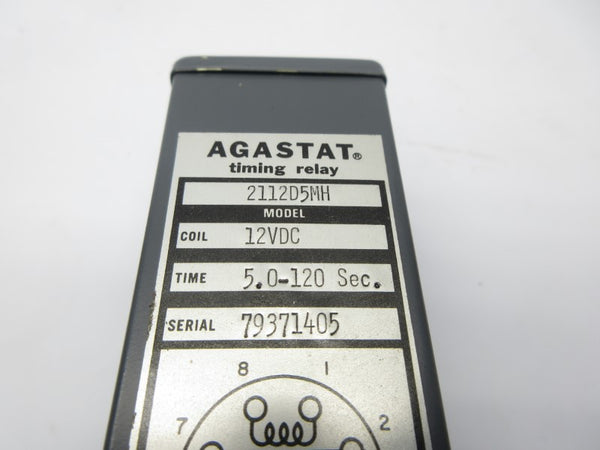 AGASTAT®
timing relay
2112D5MH
MODEL
COIL 12VDC
TIME 5.0-120 Sec.
SERIAL 79371405
8 1
7 2